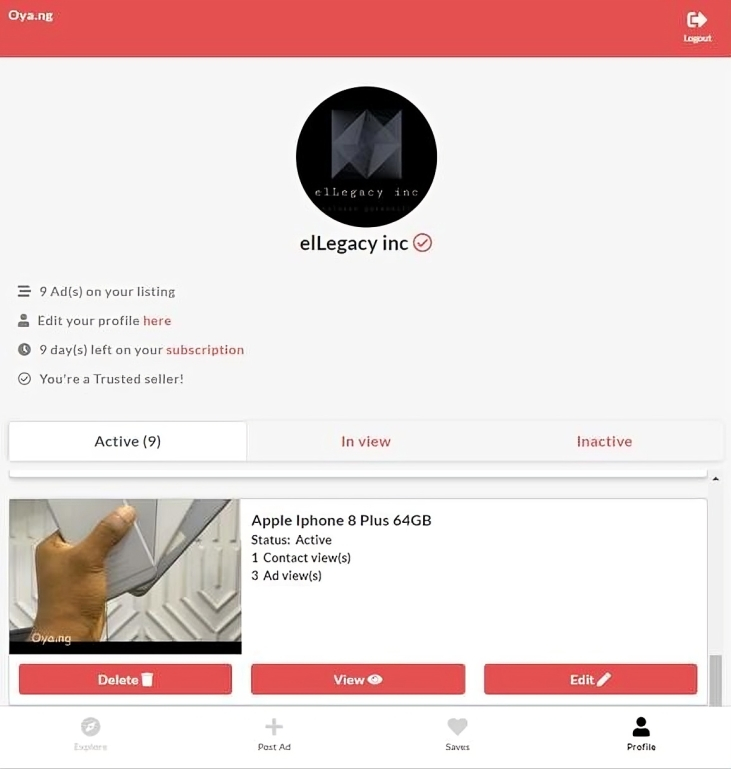 Oya.ng
Logout
elLegacy inc
elLegacy inc
9 Ad(s) on your listing
Edit your profile here
9 day(s) left on your subscription
You're a Trusted seller!
Active (9)
In view
Inactive
Apple Iphone 8 Plus 64GB
Status: Active
1 Contact view(s)
3 Ad view(s)
Oya.ng
Delete
View
Edit
Explore
Post Ad
Saves
Profile